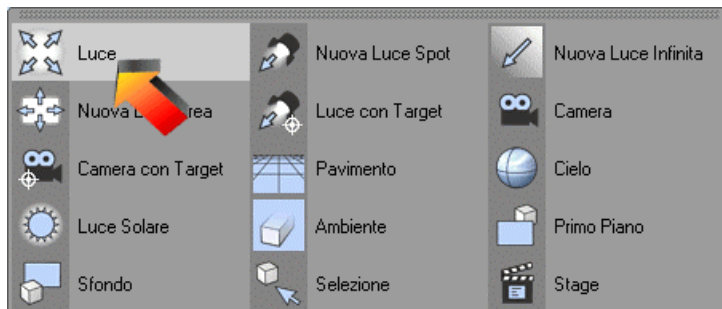 Luce Nuova Luce Spot Nuova Luce Infinita
Nuova rea Luce con Target Camera
Camera con Target Pavimento Cielo
Luce Solare Ambiente Primo Piano
Sfondo Selezione Stage